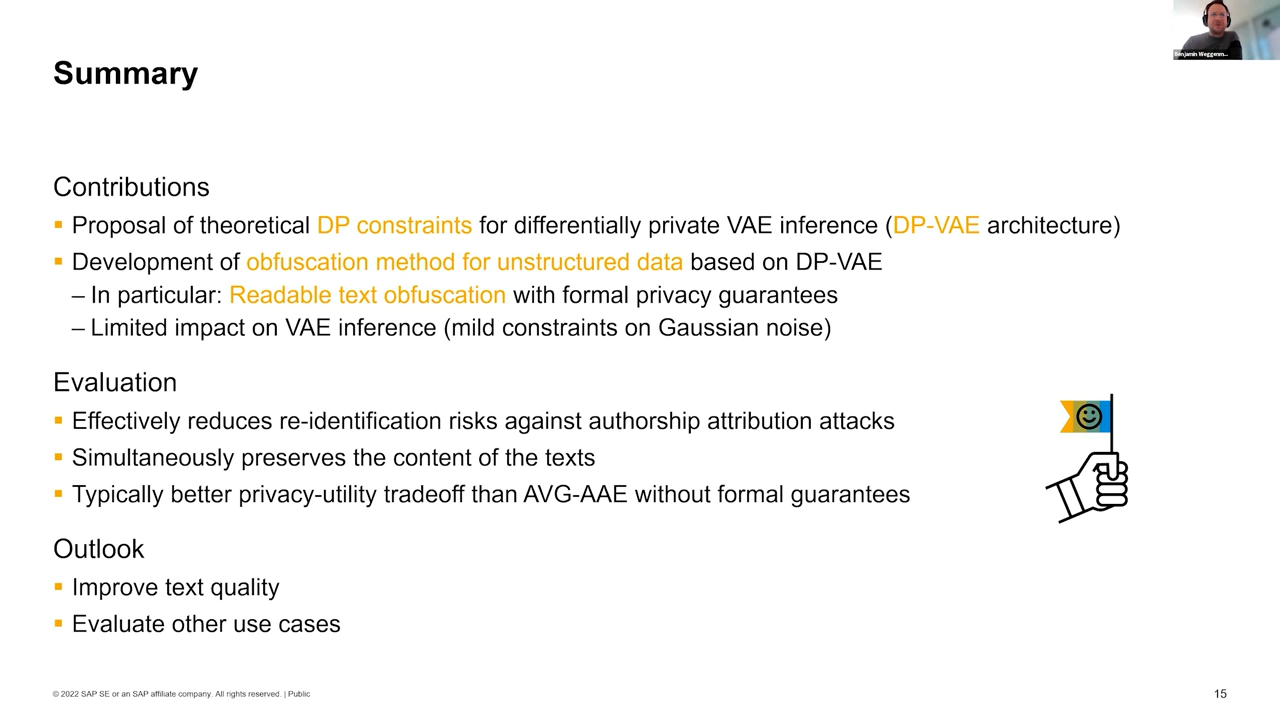 Benjamin Weggenm...
Summary
Contributions
▪ Proposal of theoretical DP constraints for differentially private VAE inference (DP-VAE architecture)
▪ Development of obfuscation method for unstructured data based on DP-VAE
– In particular: Readable text obfuscation with formal privacy guarantees
– Limited impact on VAE inference (mild constraints on Gaussian noise)
Evaluation
▪ Effectively reduces re-identification risks against authorship attribution attacks
▪ Simultaneously preserves the content of the texts
▪ Typically better privacy-utility tradeoff than AVG-AAE without formal guarantees
Outlook
▪ Improve text quality
▪ Evaluate other use cases
© 2022 SAP SE or an SAP affiliate company. All rights reserved. | Public
15